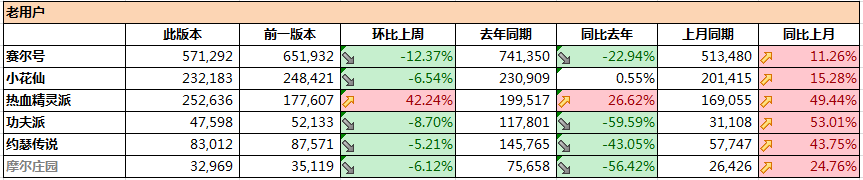 老用户
此版本 前一版本 环比上周 去年同期 同比去年 上月同期 同比上月
赛尔号 571,292 651,932 -12.37% 741,350 -22.94% 513,480 11.26%
小花仙 232,183 248,421 -6.54% 230,909 0.55% 201,415 15.28%
热血精灵派 252,636 177,607 42.24% 199,517 26.62% 169,055 49.44%
功夫派 47,598 52,133 -8.70% 117,801 -59.59% 31,108 53.01%
约瑟传说 83,012 87,571 -5.21% 145,765 -43.05% 57,747 43.75%
摩尔庄园 32,969 35,119 -6.12% 75,658 -56.42% 26,426 24.76%